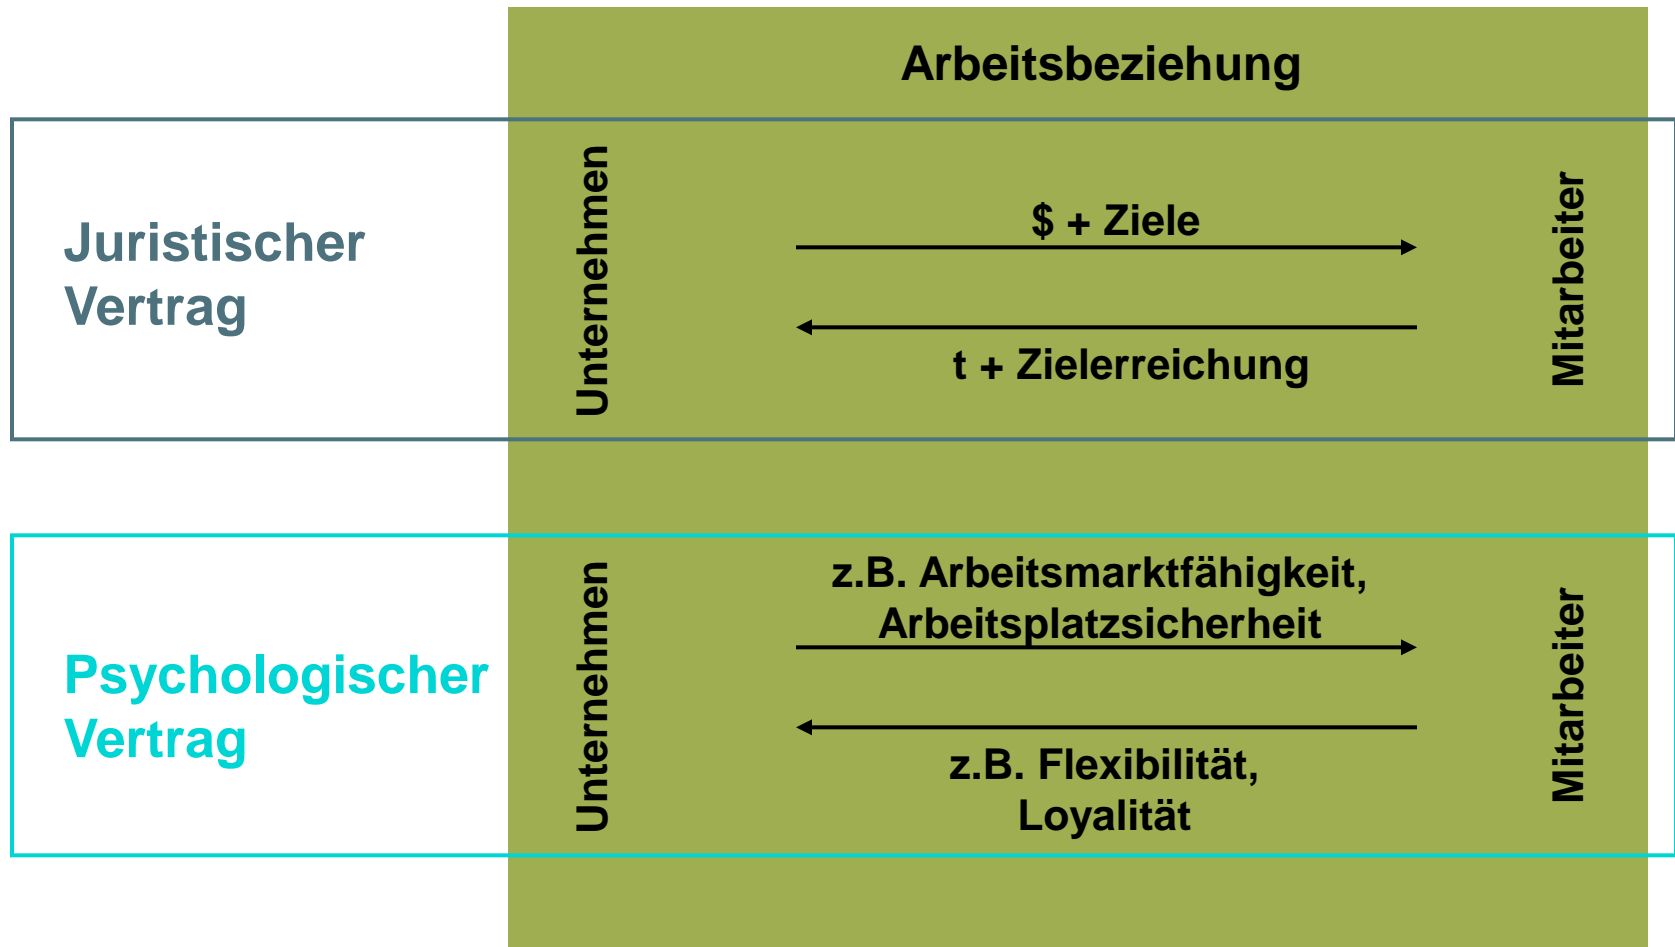 Arbeitsbeziehung
Juristischer
Vertrag
Unternehmen
$ + Ziele
t + Zielerreichung
Mitarbeiter
Psychologischer
Vertrag
Unternehmen
z.B. Arbeitsmarktfähigkeit,
Arbeitsplatzsicherheit
z.B. Flexibilität,
Loyalität
Mitarbeiter